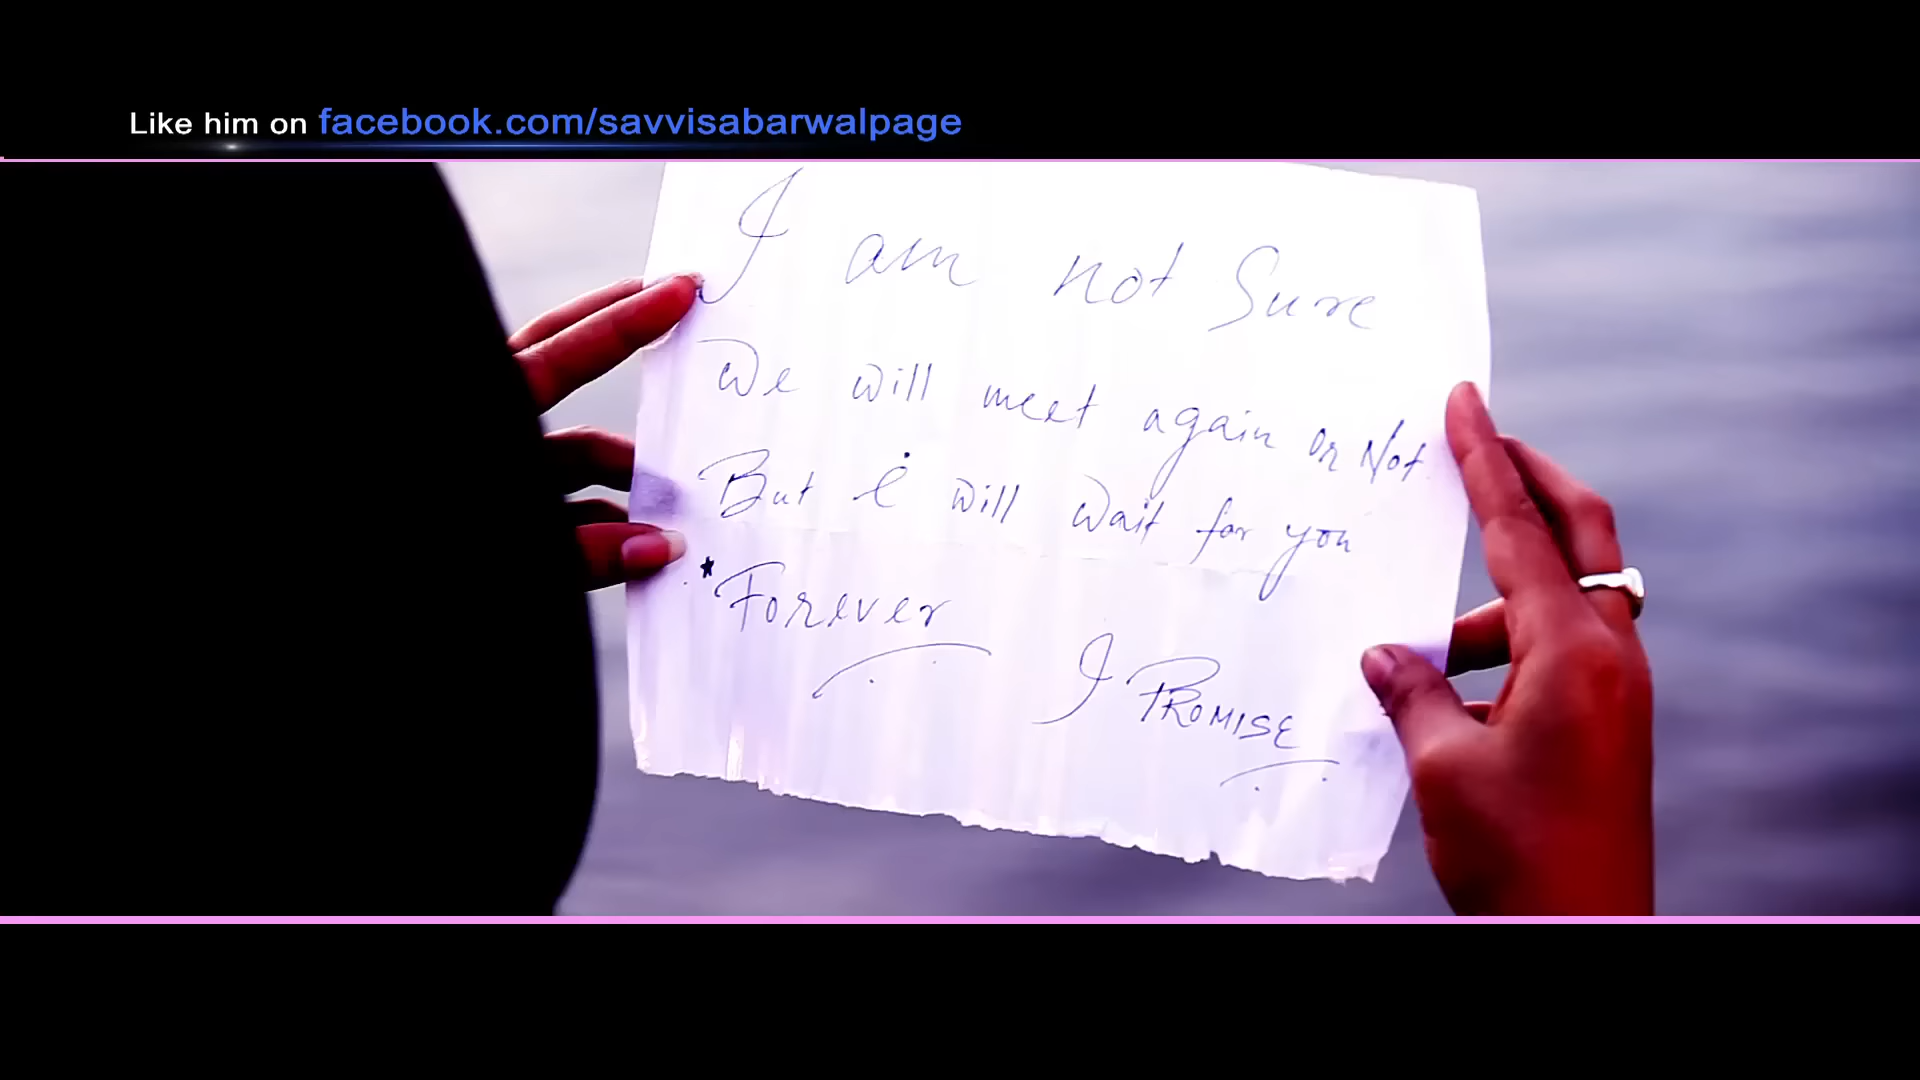 Like him on facebook.com/savvisabarwalpage
I am not Sure
We will meet again or Not
But i will wait for you
*Forever
I PROMISE